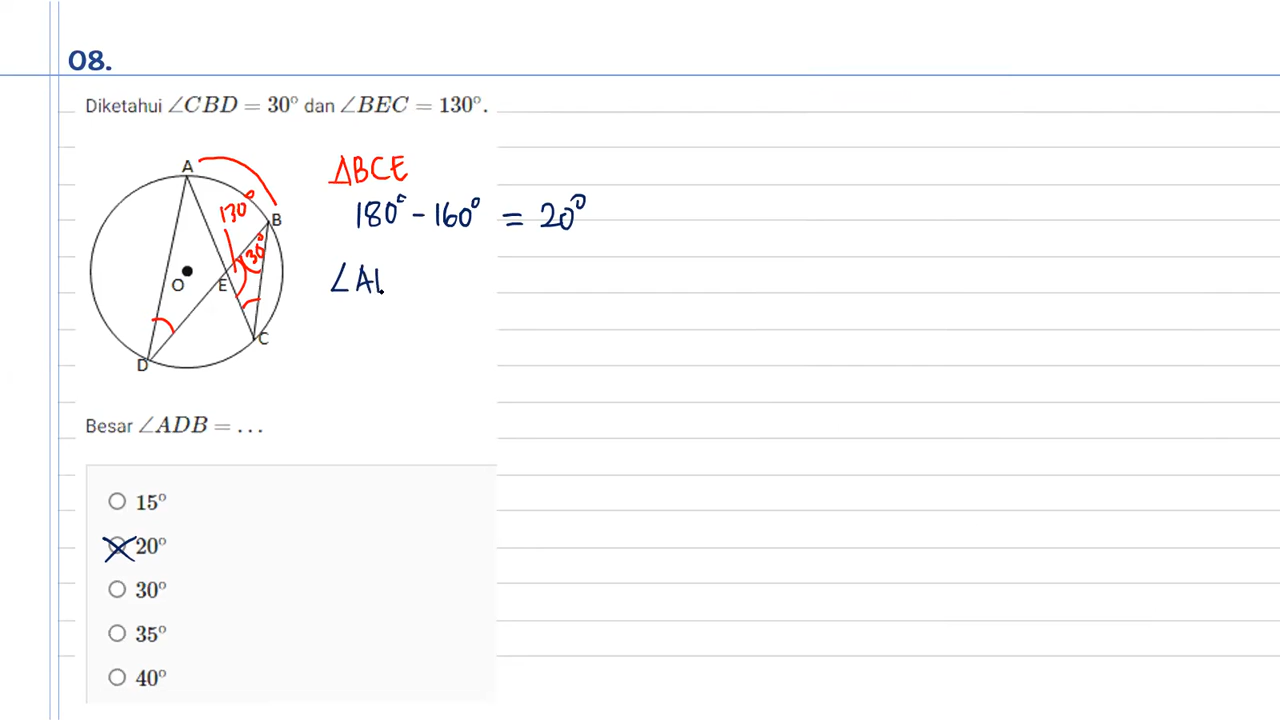 08.
Diketahui ∠CBD = 30° dan ∠BEC = 130°.
A
B
130°
30°
O
E
C
D
ΔBCE
180° - 160° = 20°
∠Al
Besar ∠ADB = ...
15°
20°
30°
35°
40°